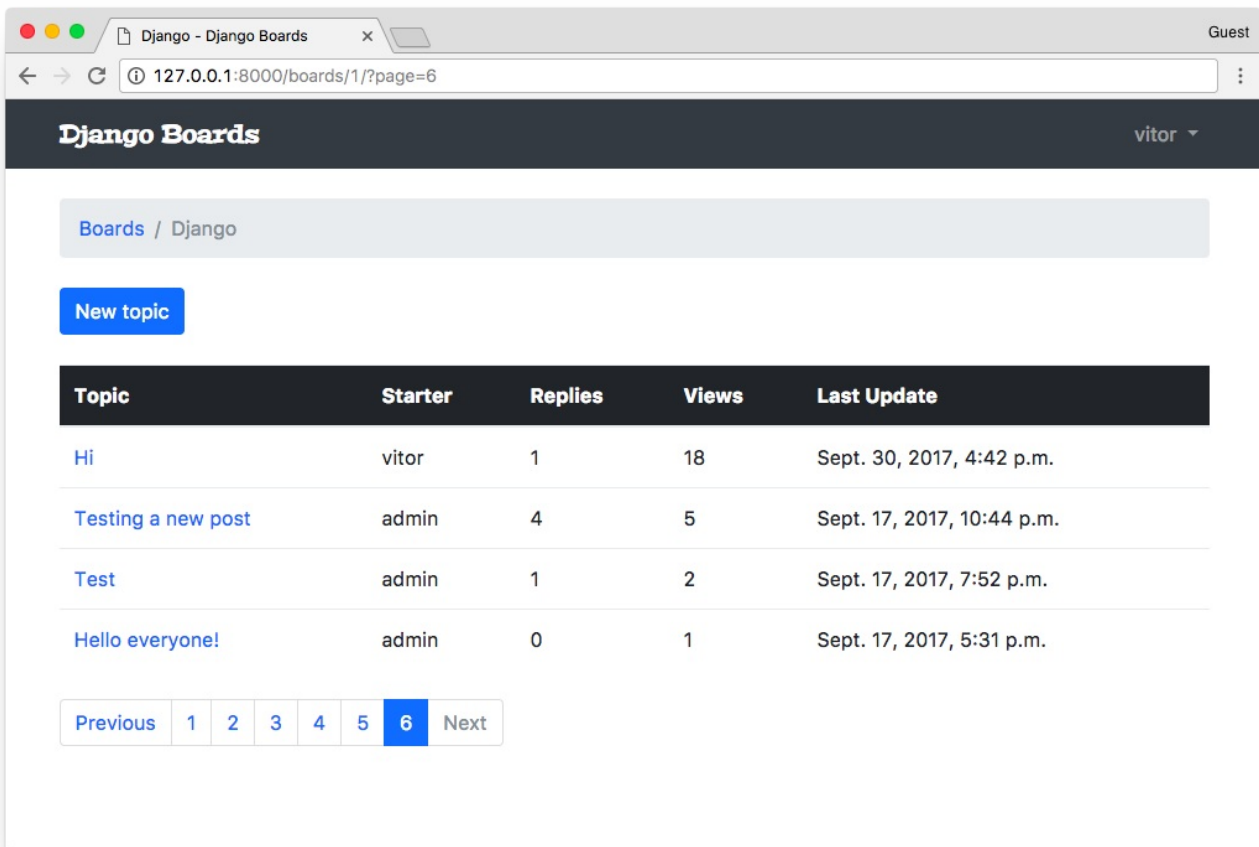 Django - Django Boards
Guest
127.0.0.1:8000/boards/1/?page=6
Django Boards vitor
Boards / Django
New topic
Topic Starter Replies Views Last Update
Hi vitor 1 18 Sept. 30, 2017, 4:42 p.m.
Testing a new post admin 4 5 Sept. 17, 2017, 10:44 p.m.
Test admin 1 2 Sept. 17, 2017, 7:52 p.m.
Hello everyone! admin 0 1 Sept. 17, 2017, 5:31 p.m.
Previous 1 2 3 4 5 6 Next